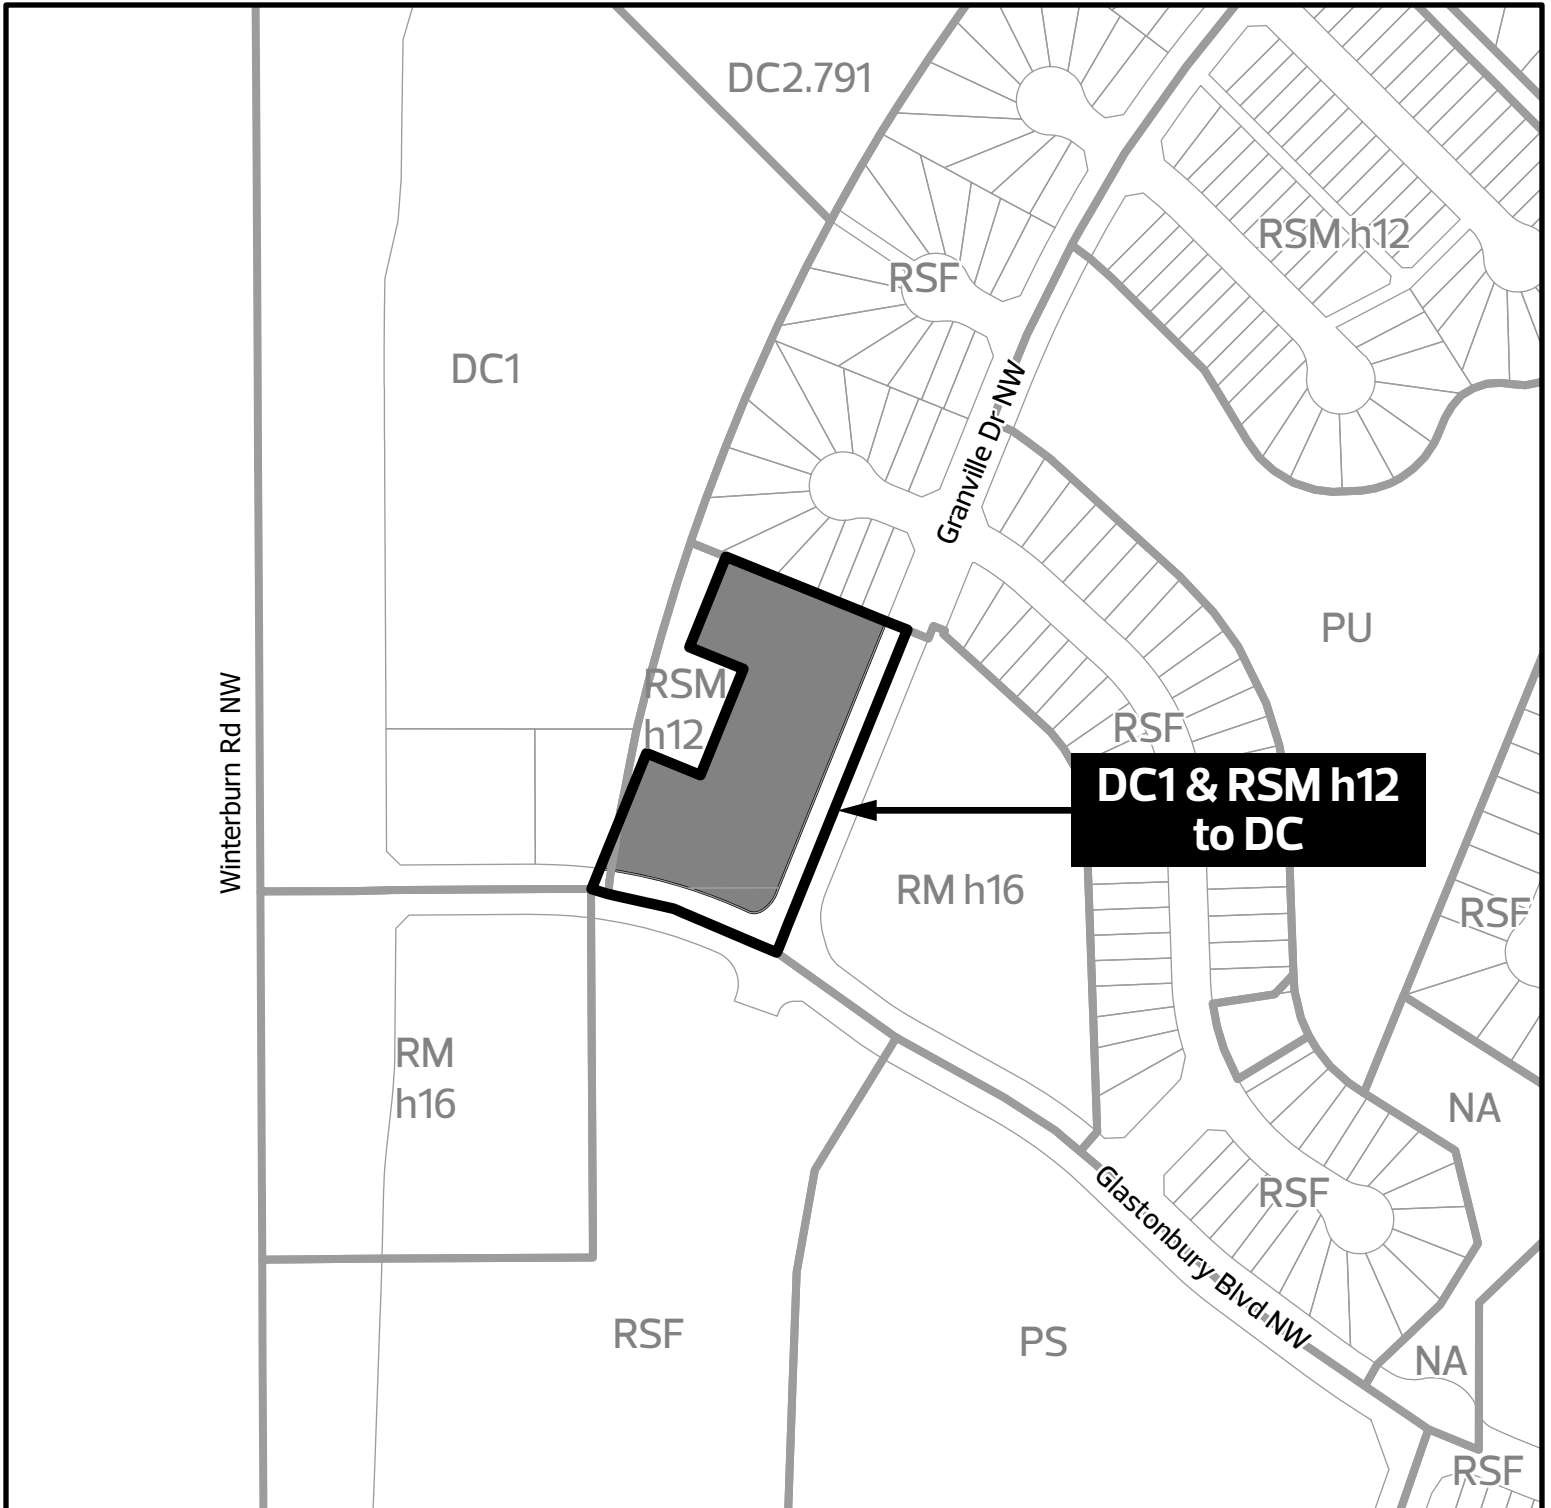 DC2.791
RSM h12
RSF
DC1
Granville Dr NW
PU
RSM
h12
RSF
Winterburn Rd NW
DC1 & RSM h12
to DC
RM h16
RSF
RM
h16
NA
Glastonbury Blvd NW
RSF
RSF
PS
NA
RSF